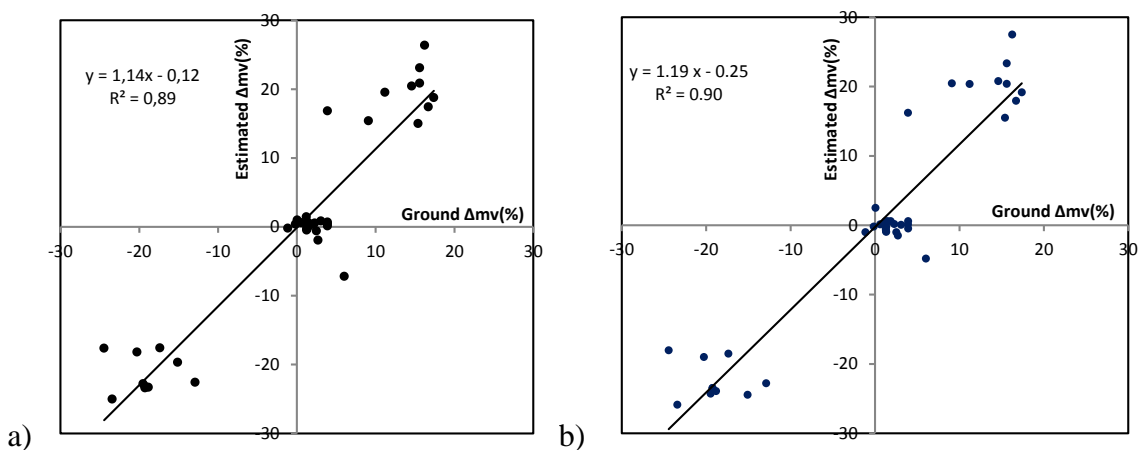 30
20
10
0
-10
-20
-30
-30
-20
-10
0
10
20
30
Estimated Δmv(%)
Ground Δmv(%)
y = 1,14x - 0,12
R² = 0,89
a)
30
20
10
0
-10
-20
-30
-30
-20
-10
0
10
20
30
Estimated Δmv(%)
Ground Δmv(%)
y = 1.19 x - 0.25
R² = 0.90
b)